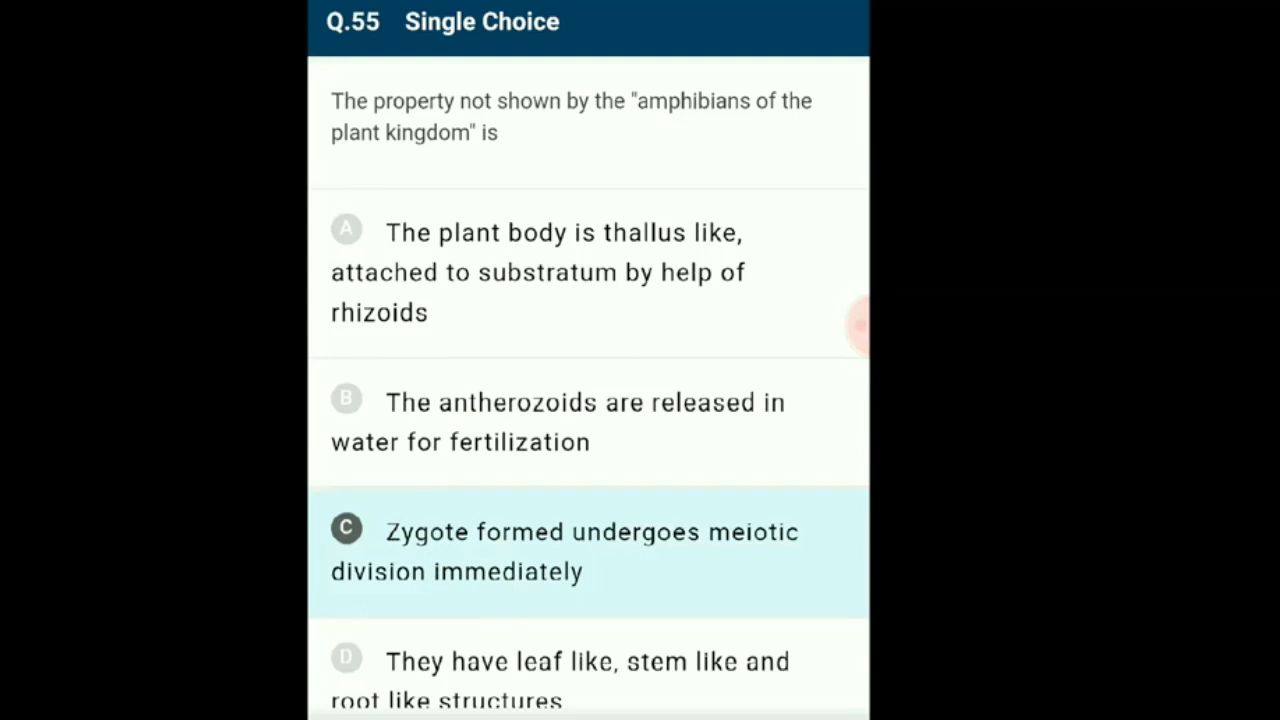 Q.55 Single Choice
The property not shown by the "amphibians of the
plant kingdom" is
A The plant body is thallus like,
attached to substratum by help of
rhizoids
B The antherozoids are released in
water for fertilization
C Zygote formed undergoes meiotic
division immediately
D They have leaf like, stem like and
root like structures